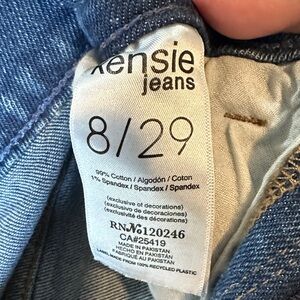 kensie
jeans
8/29
99% Cotton / Algodón / Coton
1% Spandex / Spandex / Spandex
(exclusive of decorations)
(exclusivo de decoraciones)
(exclusivité des décorations)
RN№120246
CA#25419
MADE IN PAKISTAN
HECHO EN PAKISTAN
FABRIQUÉ AU PAKISTAN
LABEL MADE FROM 100% RECYCLED PLASTIC